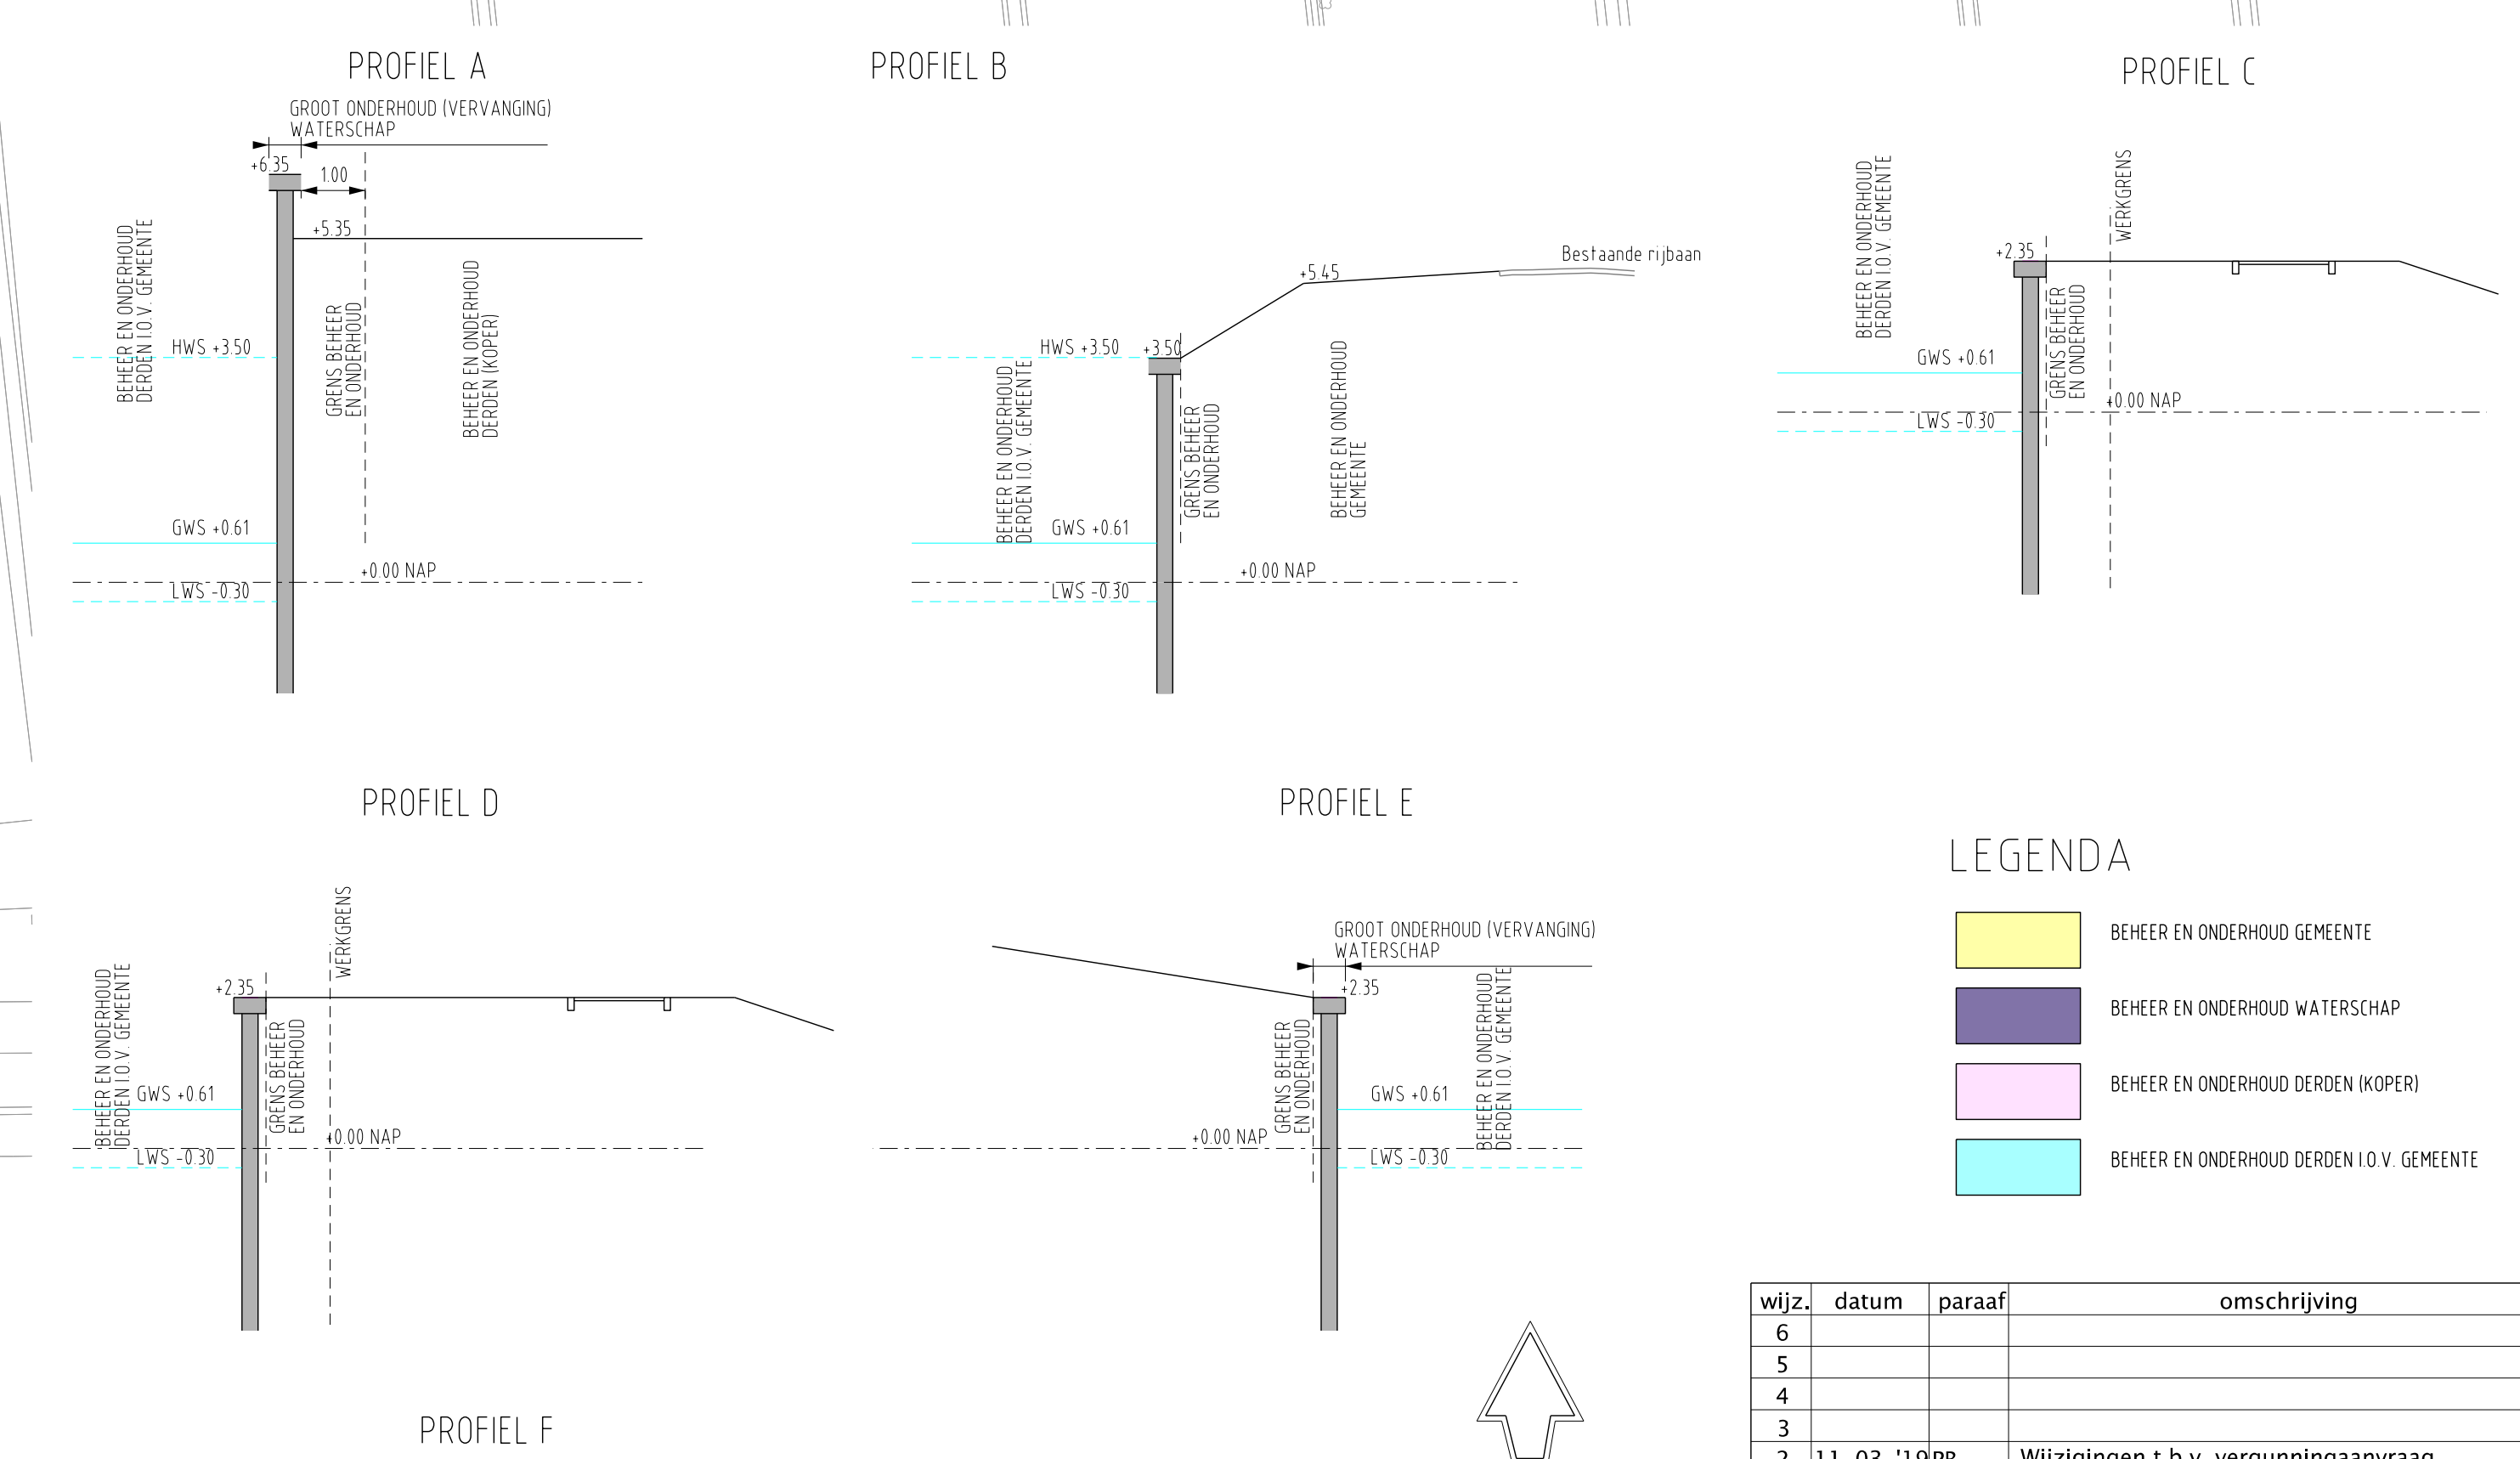 PROFIEL A
GROOT ONDERHOUD (VERVANGING)
WATERSCHAP
+6.35
1.00
+5.35
BEHEER EN ONDERHOUD
DERDEN I.O.V. GEMEENTE
GRENS BEHEER
EN ONDERHOUD
BEHEER EN ONDERHOUD
DERDEN (KOPER)
HWS +3.50
GWS +0.61
+0.00 NAP
LWS -0.30
PROFIEL B
Bestaande rijbaan
+5.45
HWS +3.50
+3.50
BEHEER EN ONDERHOUD
DERDEN I.O.V. GEMEENTE
GRENS BEHEER
EN ONDERHOUD
BEHEER EN ONDERHOUD
GEMEENTE
GWS +0.61
+0.00 NAP
LWS -0.30
PROFIEL C
BEHEER EN ONDERHOUD
DERDEN I.O.V. GEMEENTE
WERKGRENS
+2.35
GRENS BEHEER
EN ONDERHOUD
GWS +0.61
+0.00 NAP
LWS -0.30
PROFIEL D
WERKGRENS
BEHEER EN ONDERHOUD
DERDEN I.O.V. GEMEENTE
+2.35
GRENS BEHEER
EN ONDERHOUD
GWS +0.61
+0.00 NAP
LWS -0.30
PROFIEL E
GROOT ONDERHOUD (VERVANGING)
WATERSCHAP
+2.35
GRENS BEHEER
EN ONDERHOUD
BEHEER EN ONDERHOUD
DERDEN I.O.V. GEMEENTE
GWS +0.61
+0.00 NAP
LWS -0.30
LEGENDA
BEHEER EN ONDERHOUD GEMEENTE
BEHEER EN ONDERHOUD WATERSCHAP
BEHEER EN ONDERHOUD DERDEN (KOPER)
BEHEER EN ONDERHOUD DERDEN I.O.V. GEMEENTE
PROFIEL F
wijz. datum paraaf omschrijving
6
5
4
3
2 11-03-'19 PB Wijzigingen t.b.v. vergunningaanvraag